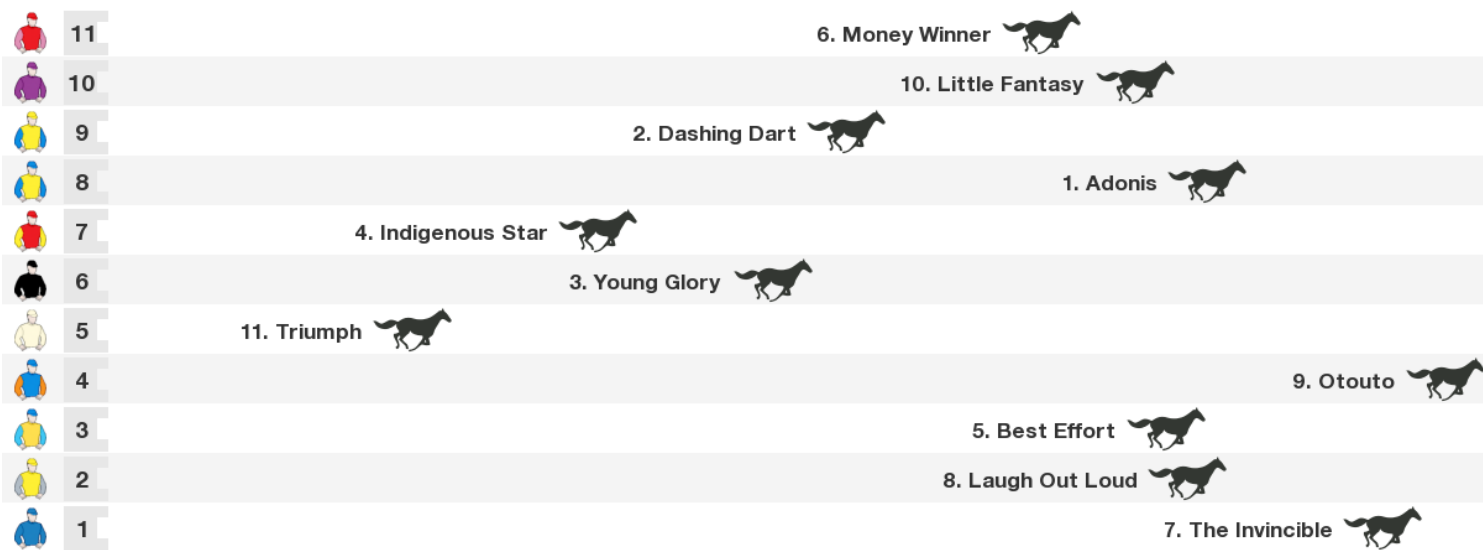 11 6. Money Winner
10 10. Little Fantasy
9 2. Dashing Dart
8 1. Adonis
7 4. Indigenous Star
6 3. Young Glory
5 11. Triumph
4 9. Otouto
3 5. Best Effort
2 8. Laugh Out Loud
1 7. The Invincible